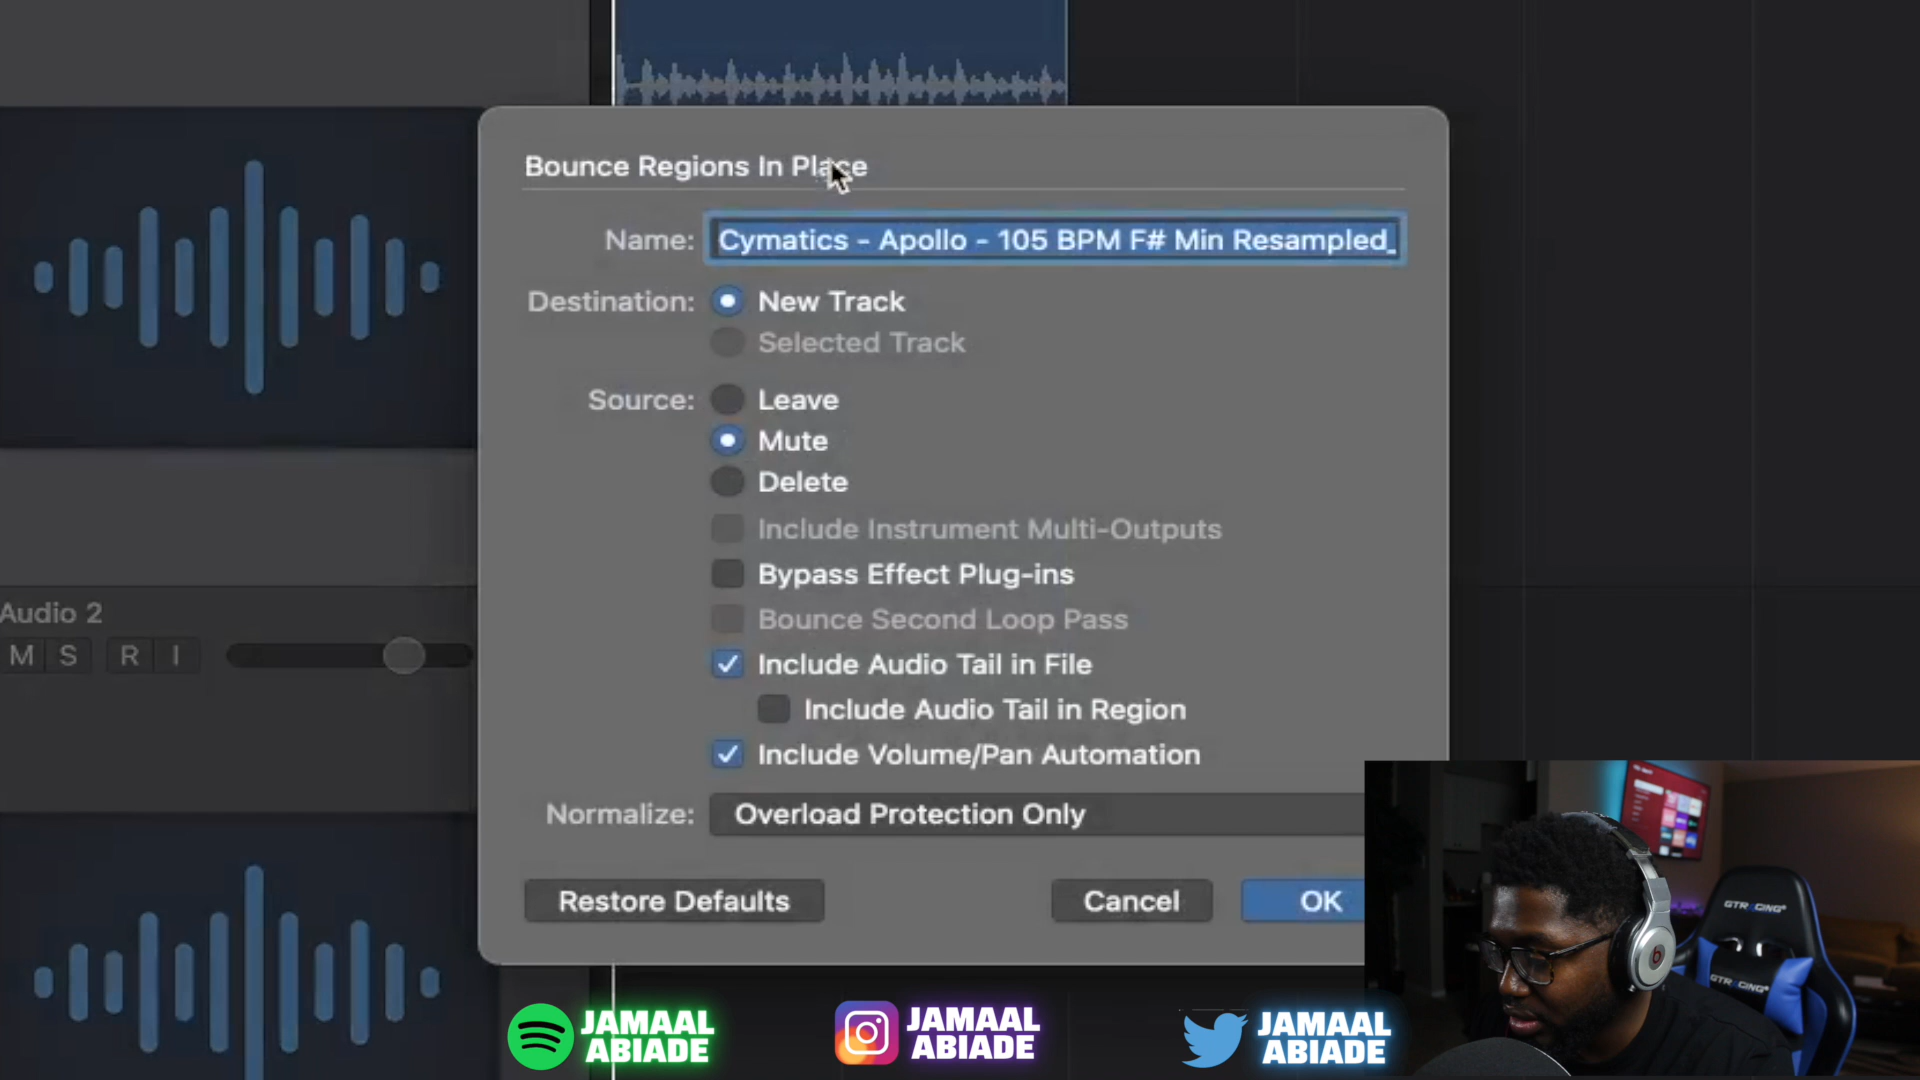 Bounce Regions In Place
Name: Cymatics - Apollo - 105 BPM F# Min Resampled_
Destination: New Track
Selected Track
Source: Leave
Mute
Delete
Include Instrument Multi-Outputs
Bypass Effect Plug-ins
Bounce Second Loop Pass
Include Audio Tail in File
Include Audio Tail in Region
Include Volume/Pan Automation
Normalize: Overload Protection Only
Restore Defaults
Cancel
OK
Audio 2
M S R I
GTRACING
GTRACING
JAMAAL
ABIADE
JAMAAL
ABIADE
JAMAAL
ABIADE